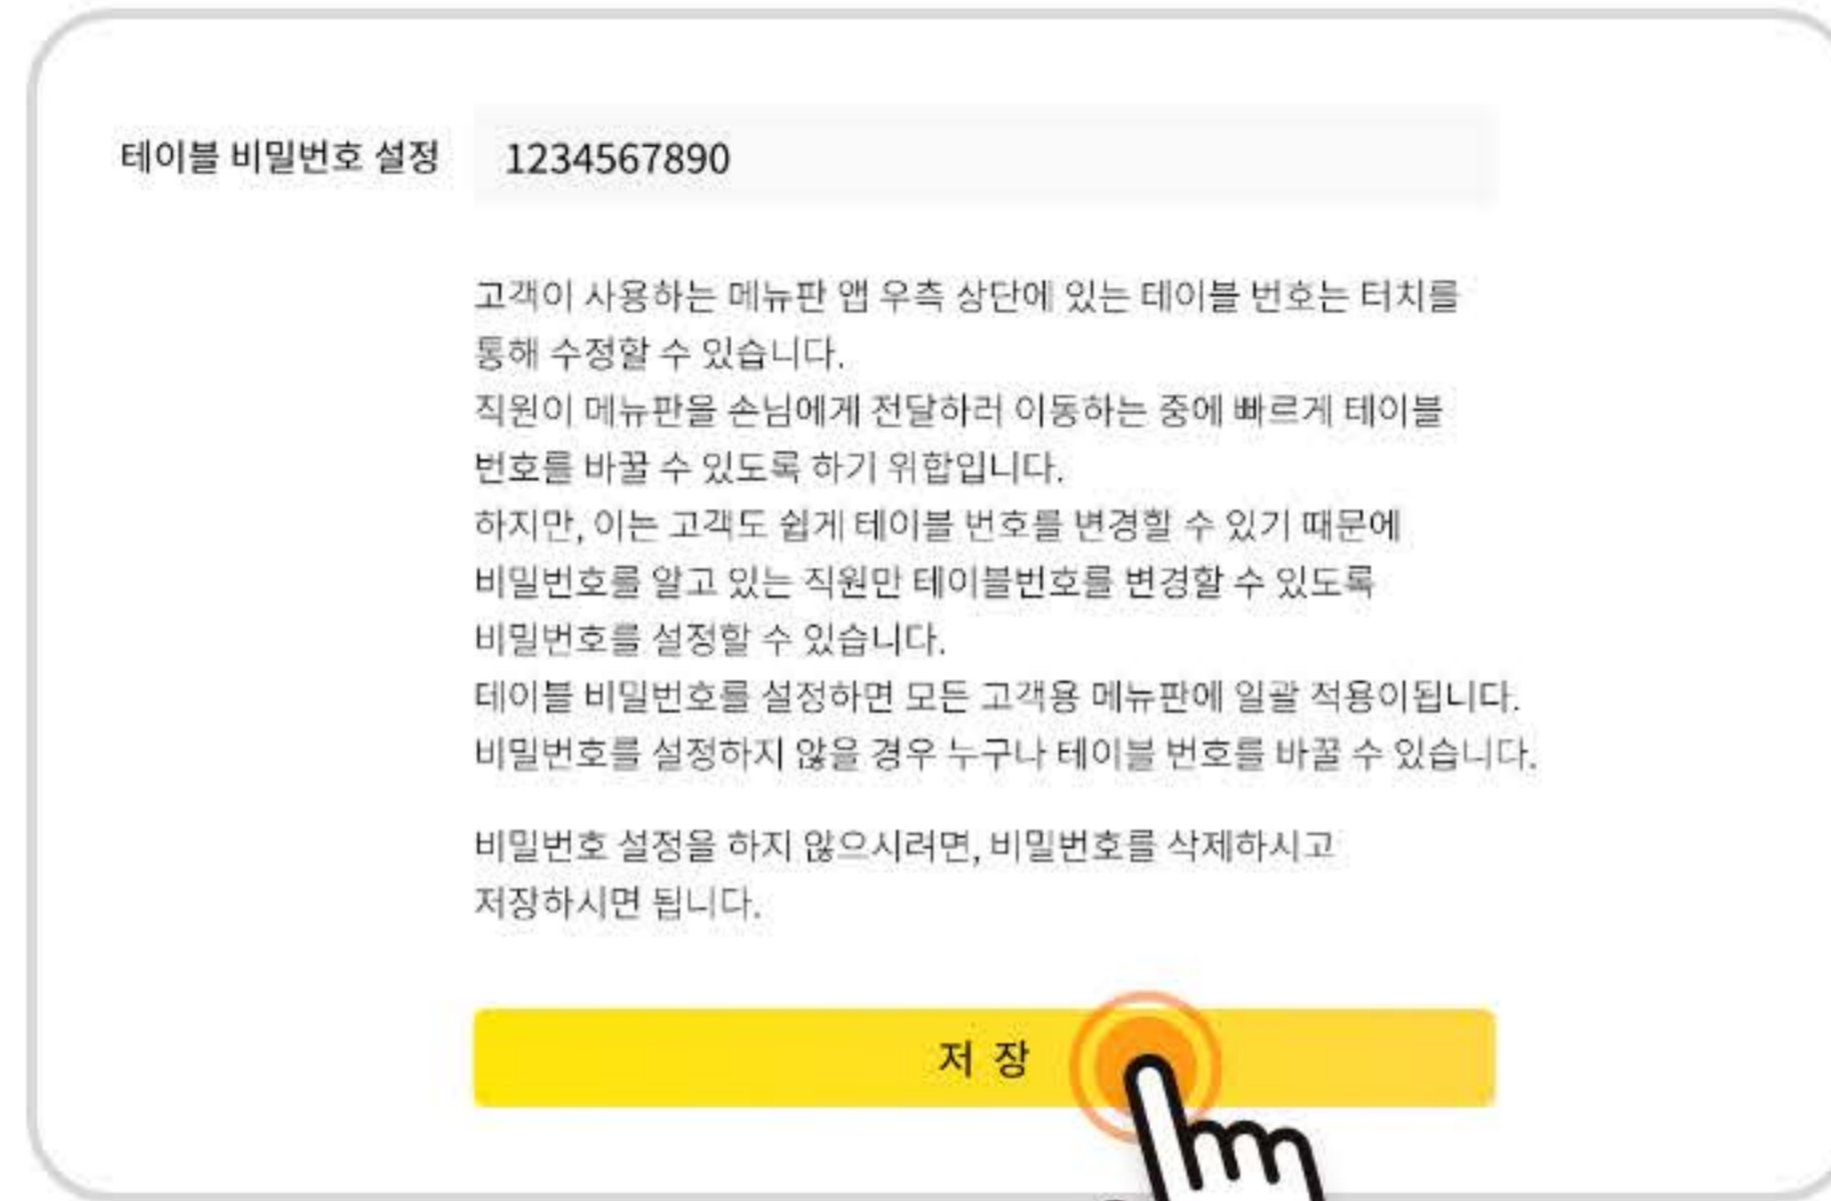 테이블 비밀번호 설정 1234567890
고객이 사용하는 메뉴판 앱 우측 상단에 있는 테이블 번호는 터치를
통해 수정할 수 있습니다.
직원이 메뉴판을 손님에게 전달하러 이동하는 중에 빠르게 테이블
번호를 바꿀 수 있도록 하기 위합입니다.
하지만, 이는 고객도 쉽게 테이블 번호를 변경할 수 있기 때문에
비밀번호를 알고 있는 직원만 테이블번호를 변경할 수 있도록
비밀번호를 설정할 수 있습니다.
테이블 비밀번호를 설정하면 모든 고객용 메뉴판에 일괄 적용이됩니다.
비밀번호를 설정하지 않을 경우 누구나 테이블 번호를 바꿀 수 있습니다.
비밀번호 설정을 하지 않으시려면, 비밀번호를 삭제하시고
저장하시면 됩니다.
저 장